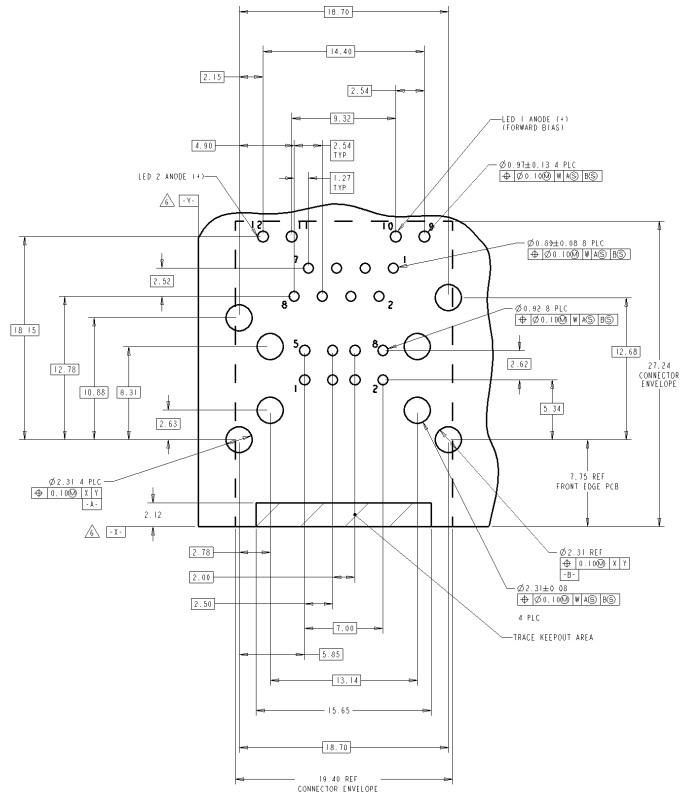 18.70
14.40
2.15
2.54
9.32
LED 1 ANODE (+)
(FORWARD BIAS)
4.90
2.54
TYP
Ø0.97±0.13 4 PLC
⌖ Ø0.10Ⓜ W AⓈ BⓈ
LED 2 ANODE (+)
1.27
TYP
6 -Y-
12 11 10 9
Ø0.89±0.08 8 PLC
⌖ Ø0.10Ⓜ W AⓈ BⓈ
7 1
2.52
8 2
Ø0.92 8 PLC
⌖ Ø0.10Ⓜ W AⓈ BⓈ
18.15
12.78
10.88
8.31
5 8
2.62
12.68
27.24
CONNECTOR
ENVELOPE
1 2
5.34
2.63
7.75 REF
FRONT EDGE PCB
Ø2.31 4 PLC
⌖ 0.10Ⓜ X Y
-A-
2.12
6 -X-
2.78
Ø2.31 REF
⌖ 0.10Ⓜ X Y
-B-
2.00
Ø2.31±0.08
⌖ Ø0.10Ⓜ W AⓈ BⓈ
4 PLC
2.50
7.00
TRACE KEEPOUT AREA
5.85
13.14
15.65
18.70
19.40 REF
CONNECTOR ENVELOPE